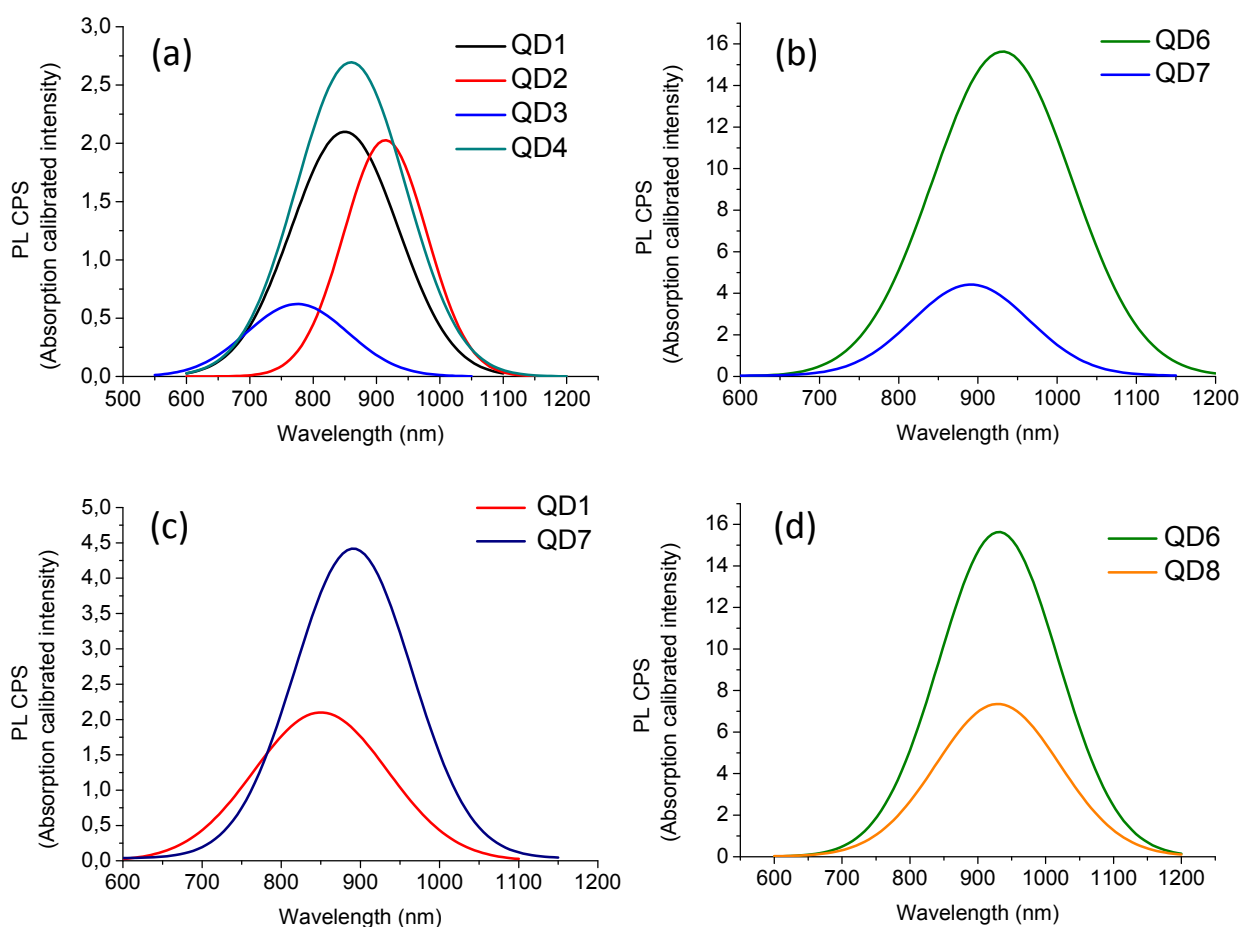 (a)
QD1
QD2
QD3
QD4
3,0
2,5
2,0
1,5
1,0
0,5
0,0
PL CPS
(Absorption calibrated intensity)
500 600 700 800 900 1000 1100 1200
Wavelength (nm)
(b)
QD6
QD7
16
14
12
10
8
6
4
2
0
PL CPS
(Absorption calibrated intensity)
600 700 800 900 1000 1100 1200
Wavelength (nm)
(c)
QD1
QD7
5,0
4,5
4,0
3,5
3,0
2,5
2,0
1,5
1,0
0,5
0,0
PL CPS
(Absorption calibrated intensity)
600 700 800 900 1000 1100 1200
Wavelength (nm)
(d)
QD6
QD8
16
14
12
10
8
6
4
2
0
PL CPS
(Absorption calibrated intensity)
600 700 800 900 1000 1100 1200
Wavelength (nm)